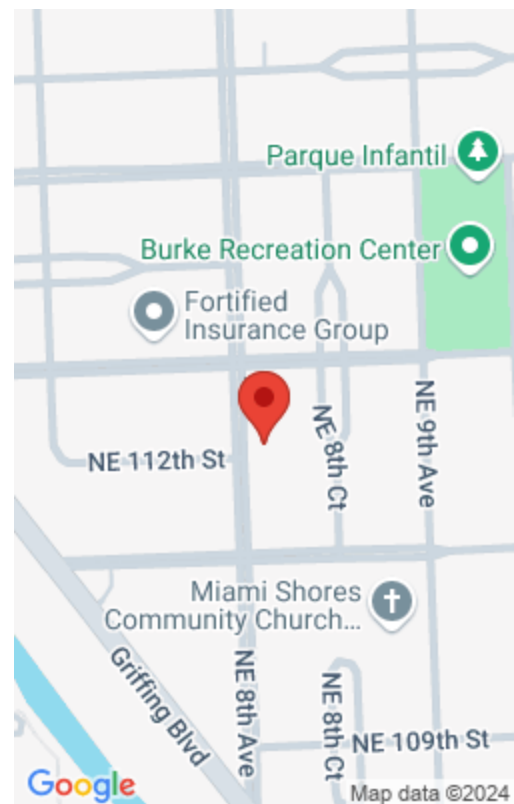 Parque Infantil
Burke Recreation Center
Fortified
Insurance Group
NE 8th Ct
NE 9th Ave
NE 112th St
Miami Shores
Community Church...
Griffing Blvd
NE 8th Ave
NE 8th Ct
NE 109th St
Google
Map data ©2024